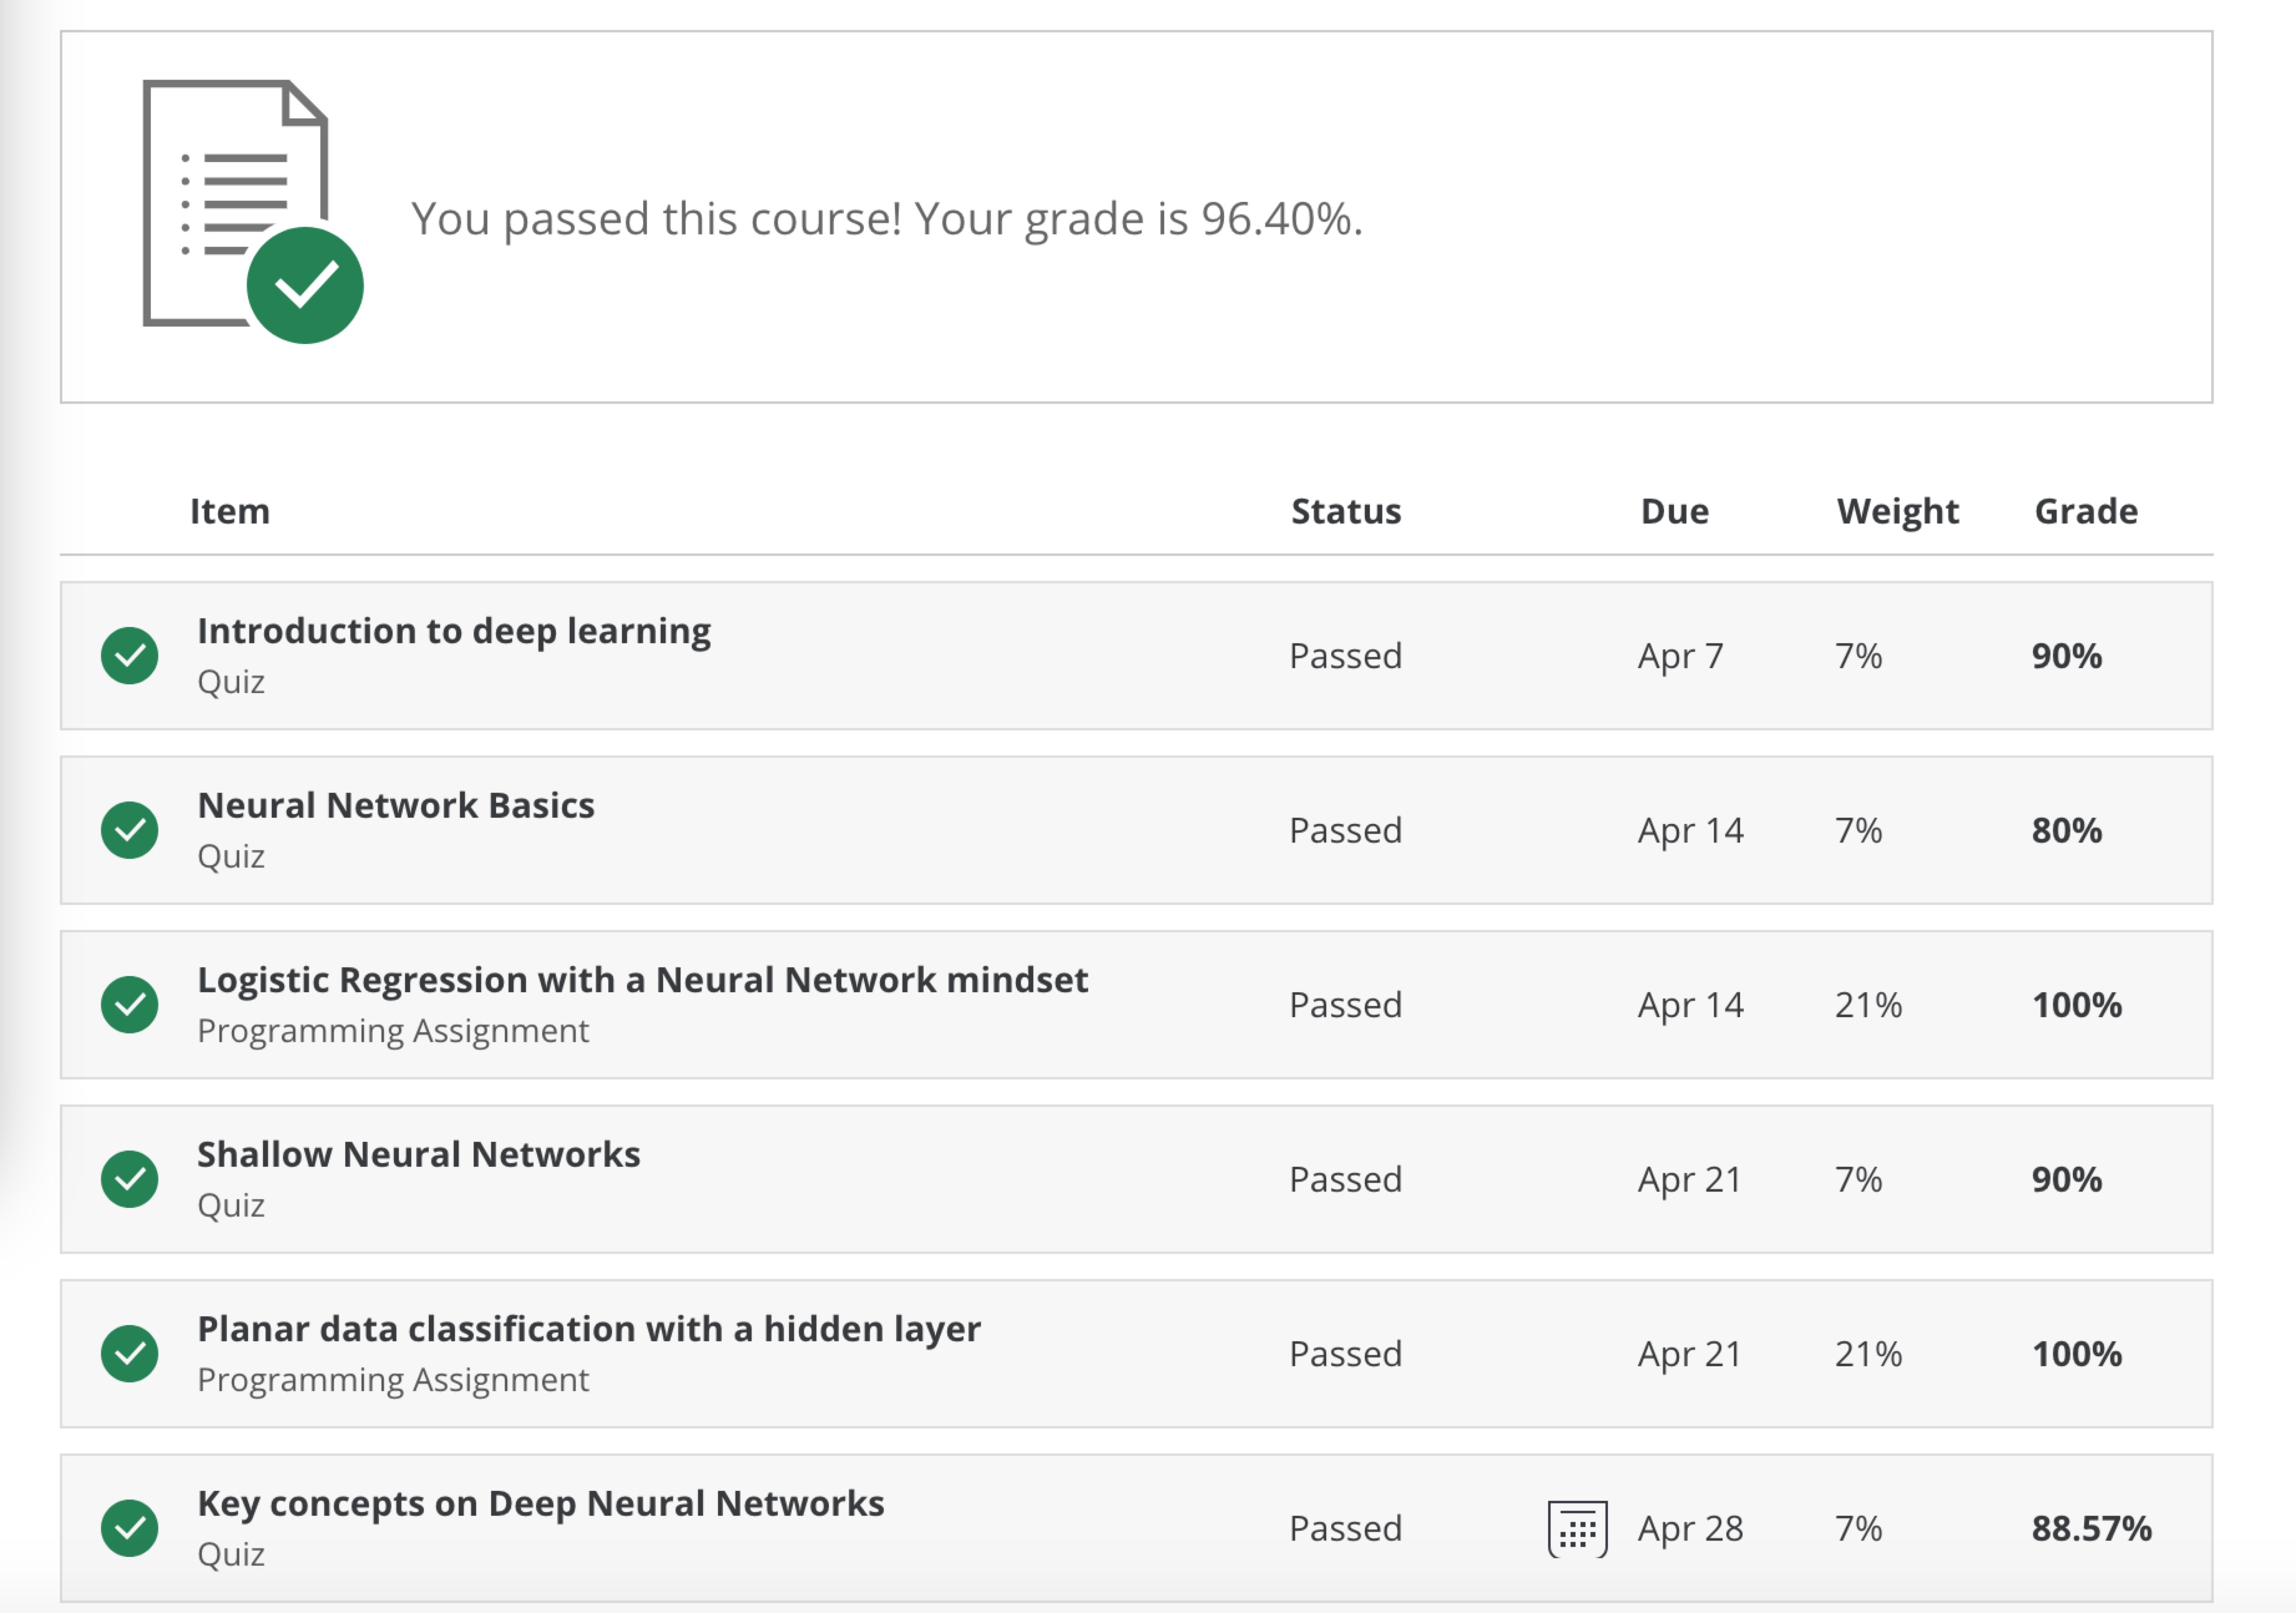 You passed this course! Your grade is 96.40%.
Item Status Due Weight Grade
Introduction to deep learning
Quiz
Passed Apr 7 7% 90%
Neural Network Basics
Quiz
Passed Apr 14 7% 80%
Logistic Regression with a Neural Network mindset
Programming Assignment
Passed Apr 14 21% 100%
Shallow Neural Networks
Quiz
Passed Apr 21 7% 90%
Planar data classification with a hidden layer
Programming Assignment
Passed Apr 21 21% 100%
Key concepts on Deep Neural Networks
Quiz
Passed Apr 28 7% 88.57%